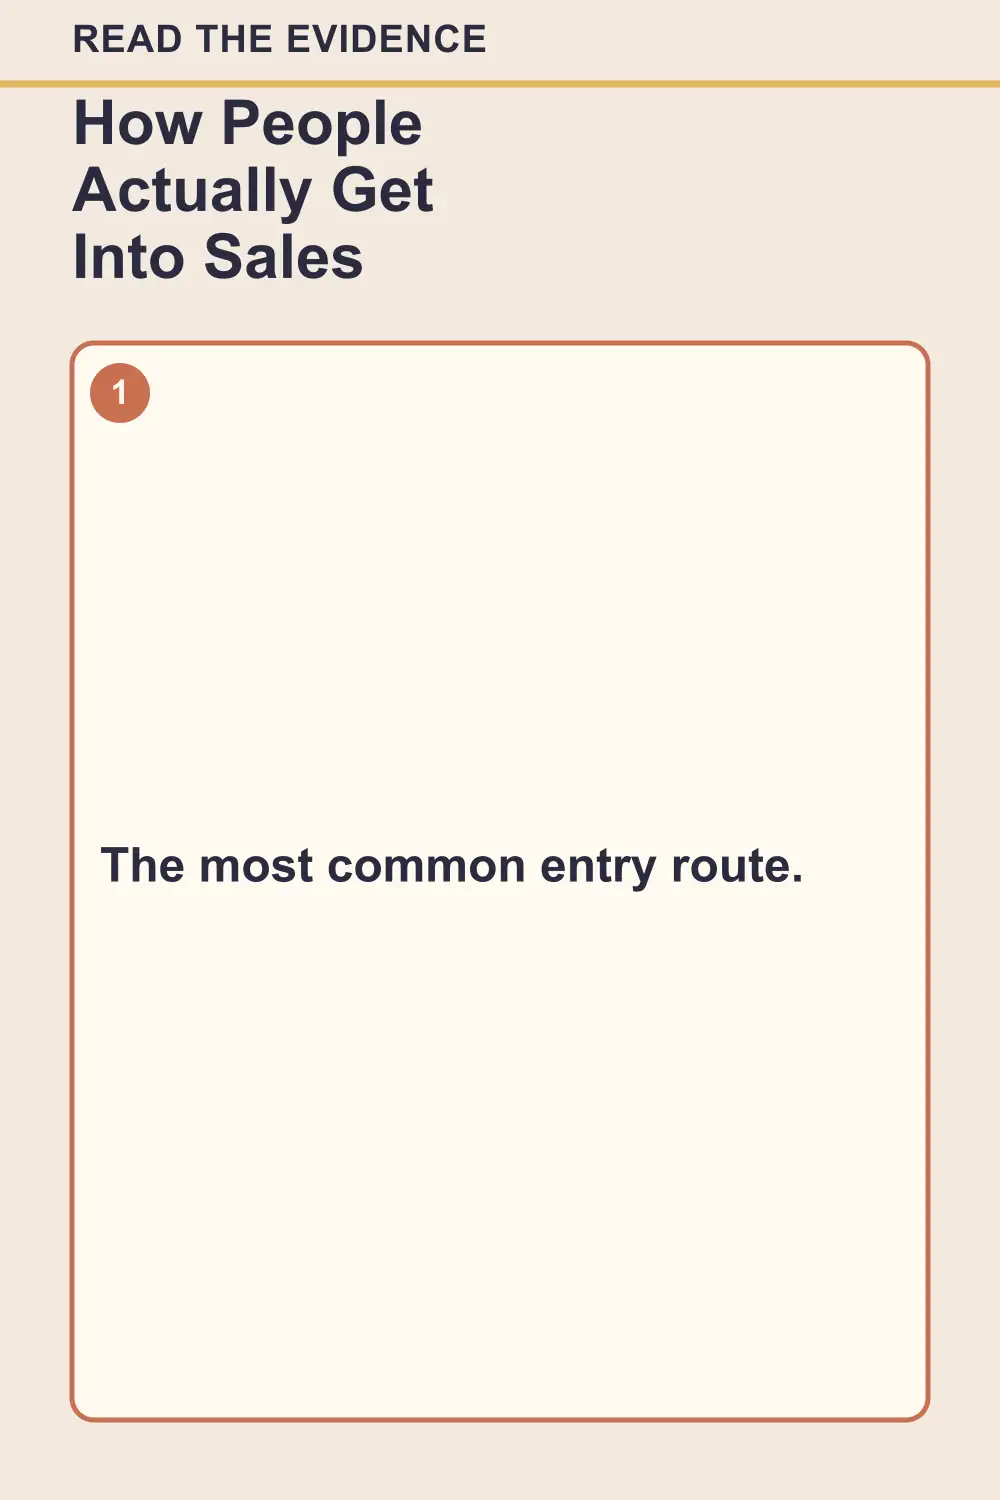 READ THE EVIDENCE
How People
Actually Get
Into Sales
1
The most common entry route.